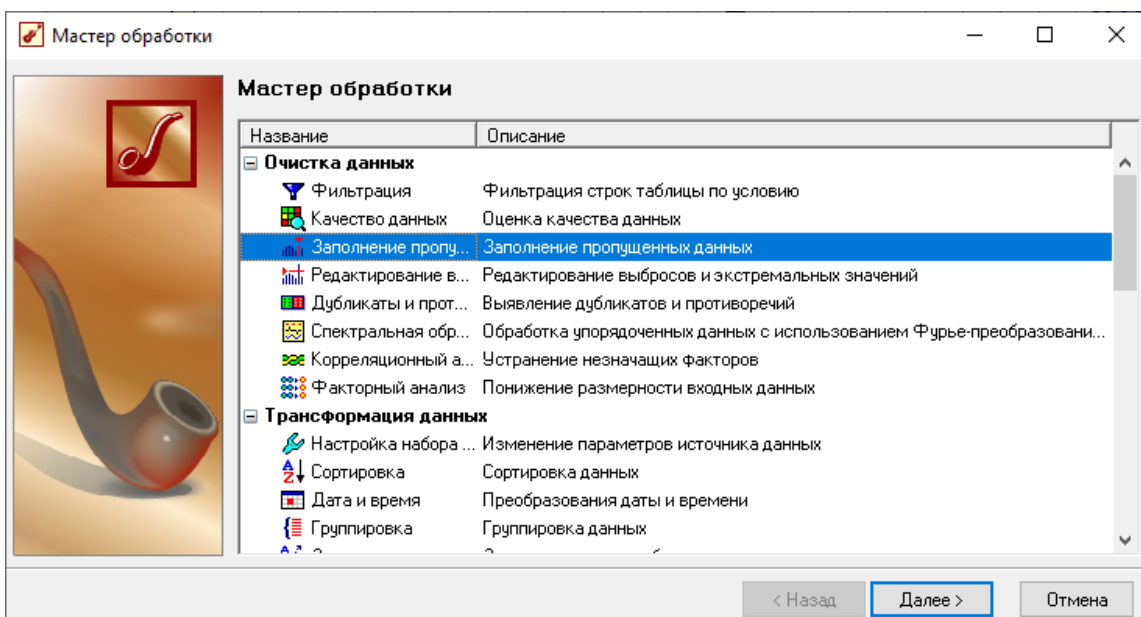 Мастер обработки
Мастер обработки
Название Описание
Очистка данных
Фильтрация Фильтрация строк таблицы по условию
Качество данных Оценка качества данных
Заполнение пропу... Заполнение пропущенных данных
Редактирование в... Редактирование выбросов и экстремальных значений
Дубликаты и прот... Выявление дубликатов и противоречий
Спектральная обр... Обработка упорядоченных данных с использованием Фурье-преобразовани...
Корреляционный а... Устранение незначащих факторов
Факторный анализ Понижение размерности входных данных
Трансформация данных
Настройка набора ... Изменение параметров источника данных
Сортировка Сортировка данных
Дата и время Преобразования даты и времени
Группировка Группировка данных
< Назад Далее > Отмена